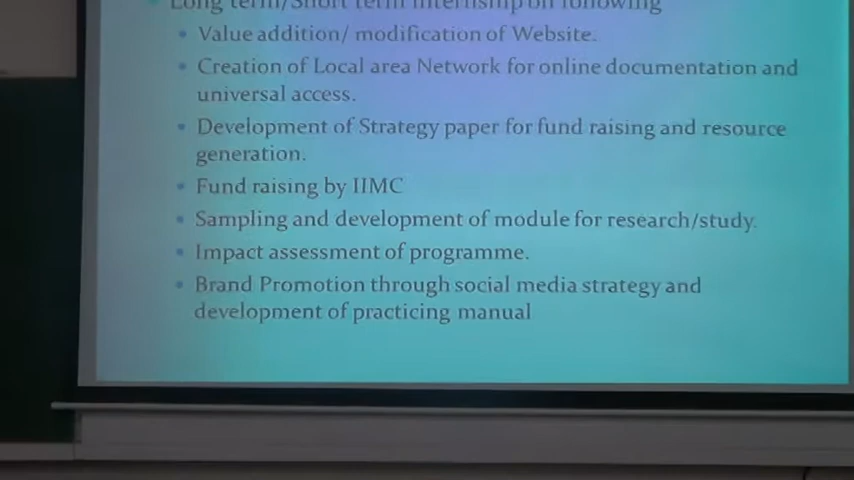 Long term/Short term internship on following
Value addition/ modification of Website.
Creation of Local area Network for online documentation and
universal access.
Development of Strategy paper for fund raising and resource
generation.
Fund raising by IIMC
Sampling and development of module for research/study.
Impact assessment of programme.
Brand Promotion through social media strategy and
development of practicing manual